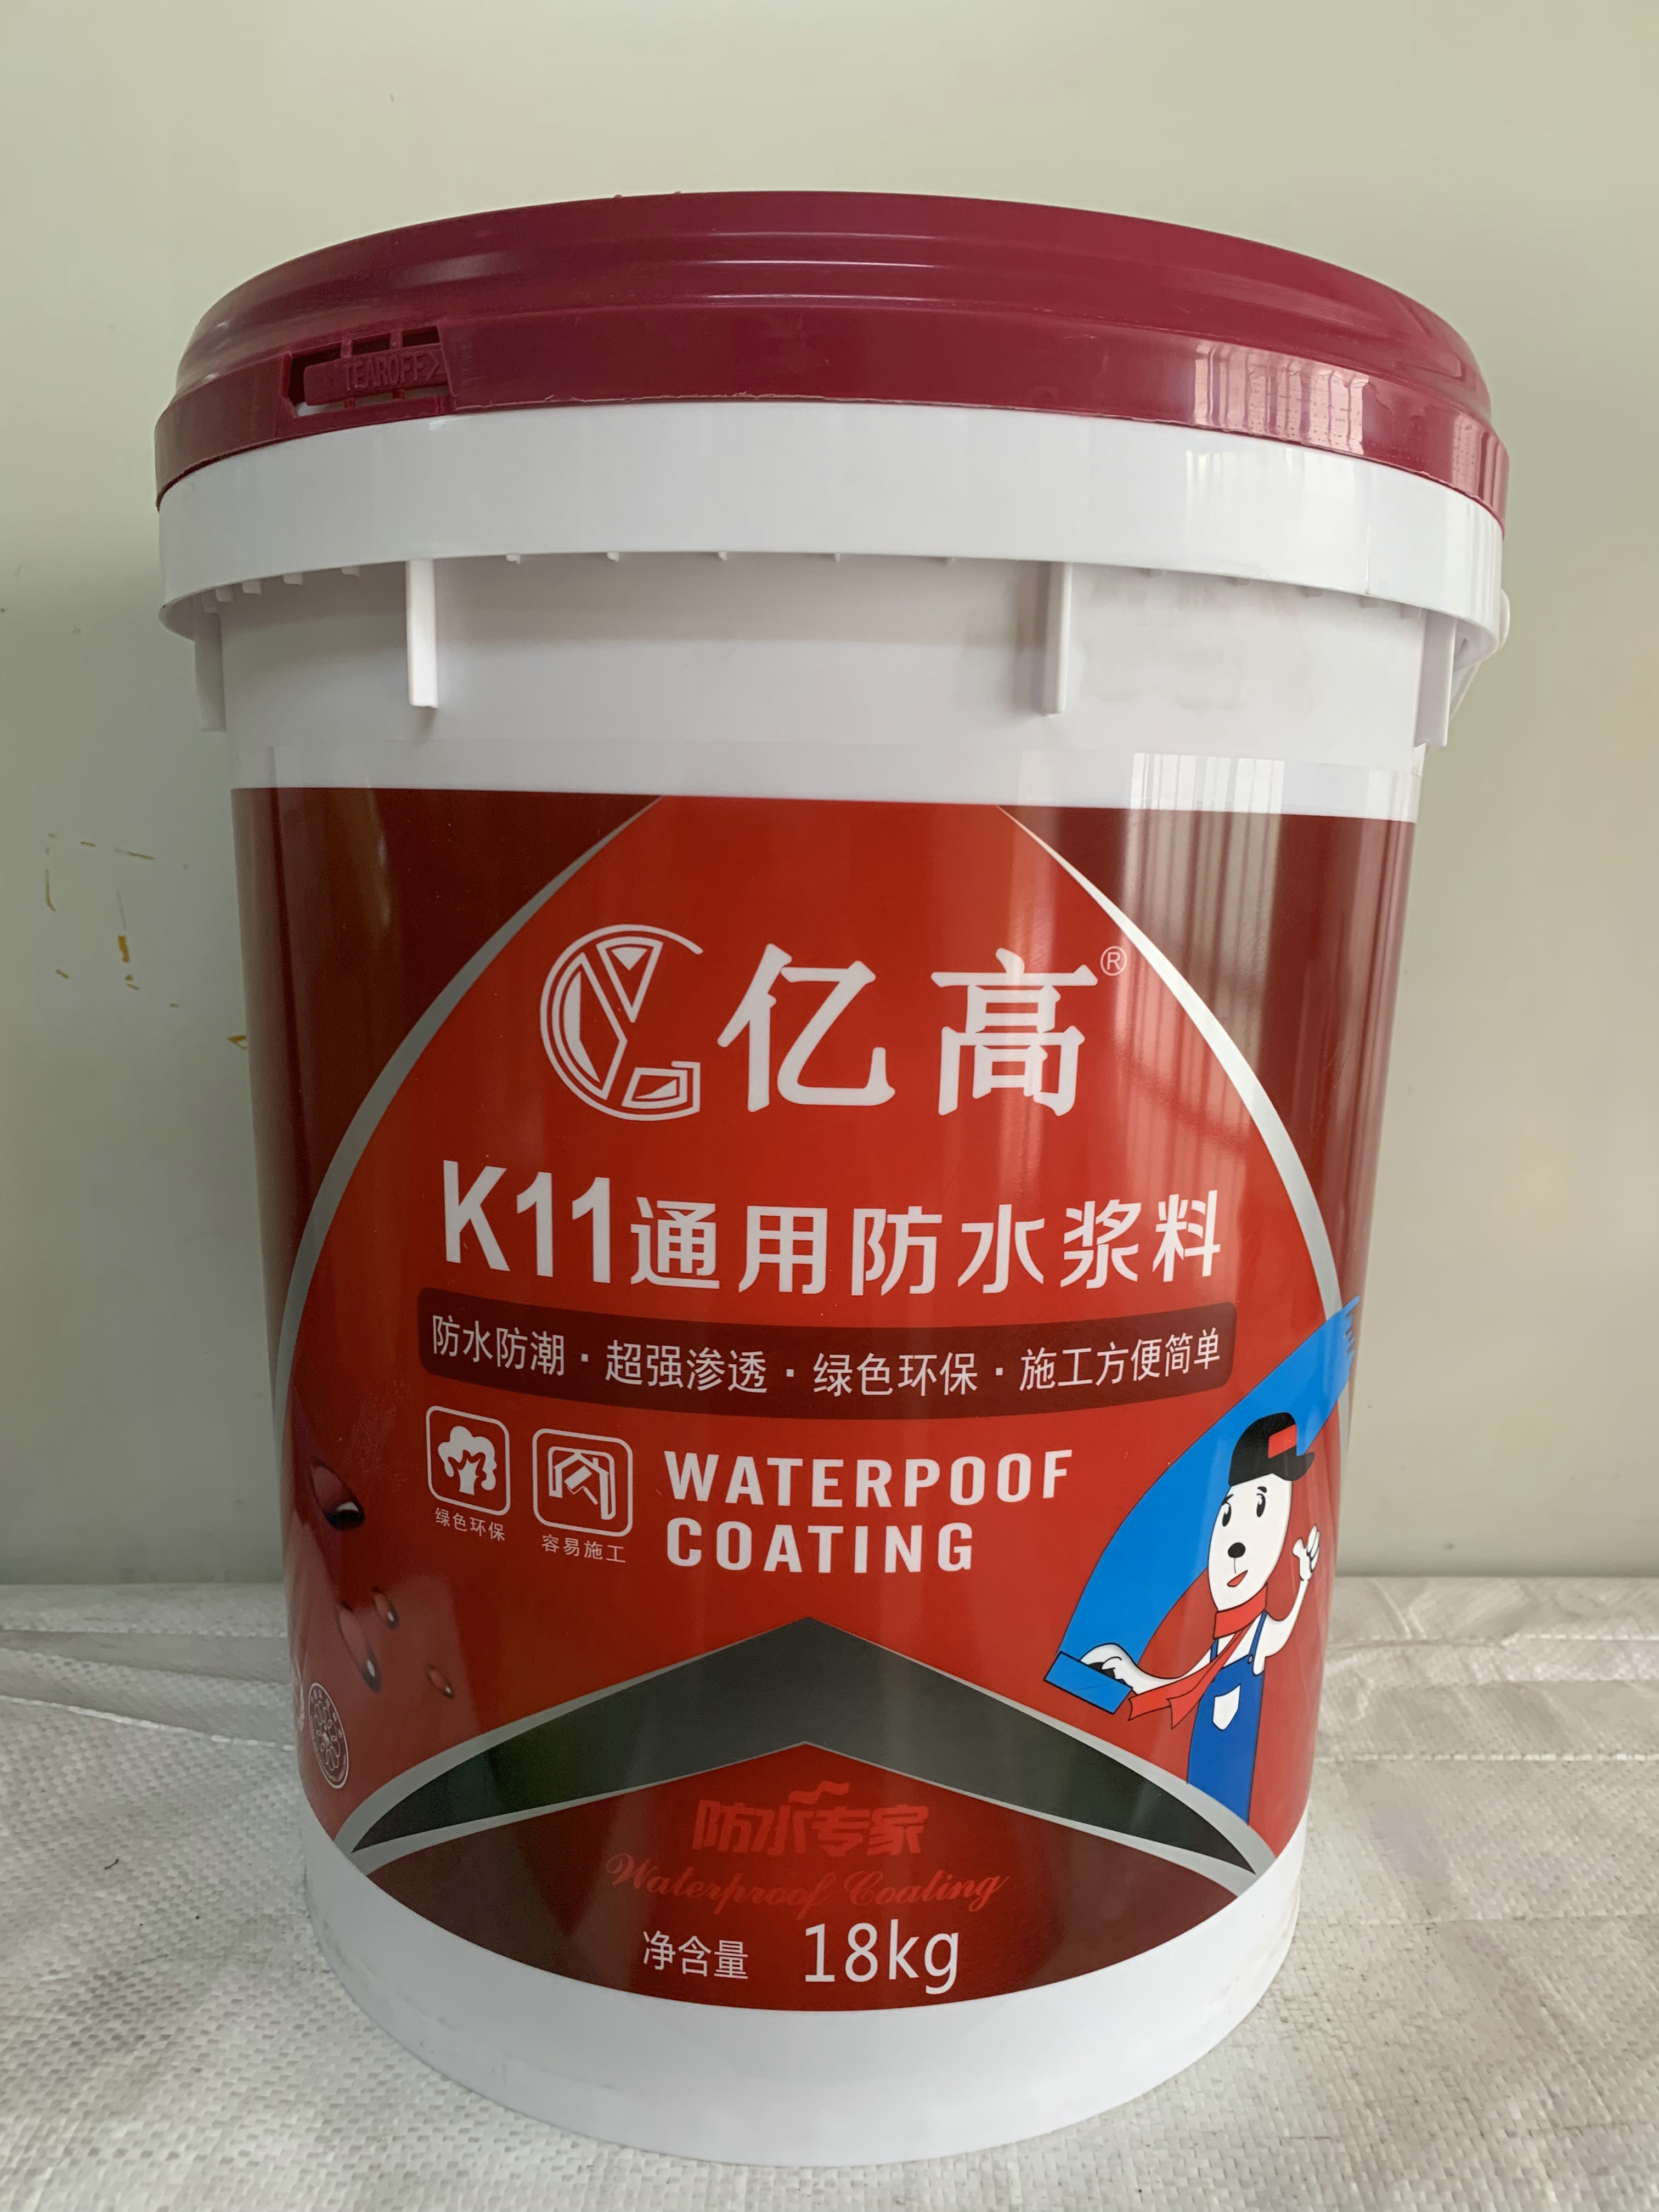 TEAROFF>
亿高®
K11通用防水浆料
防水防潮·超强渗透·绿色环保·施工方便简单
绿色环保
容易施工
WATERPOOF
COATING
防水专家
Waterproof Coating
净含量 18kg